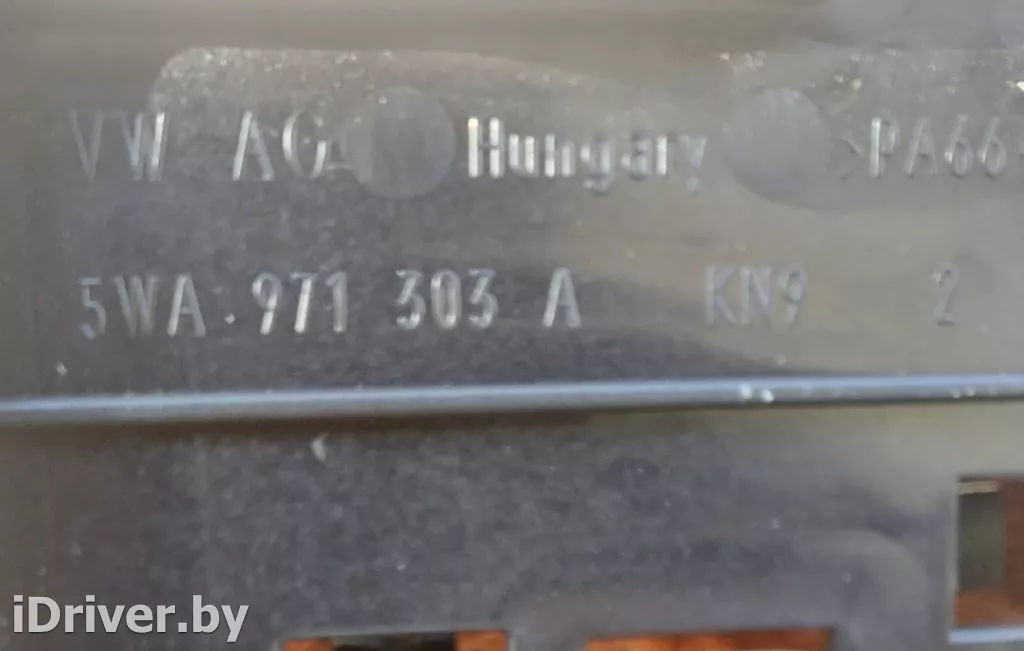 VW AG Hungary >PA66-
5WA 971 303 A KN9 2
iDriver.by